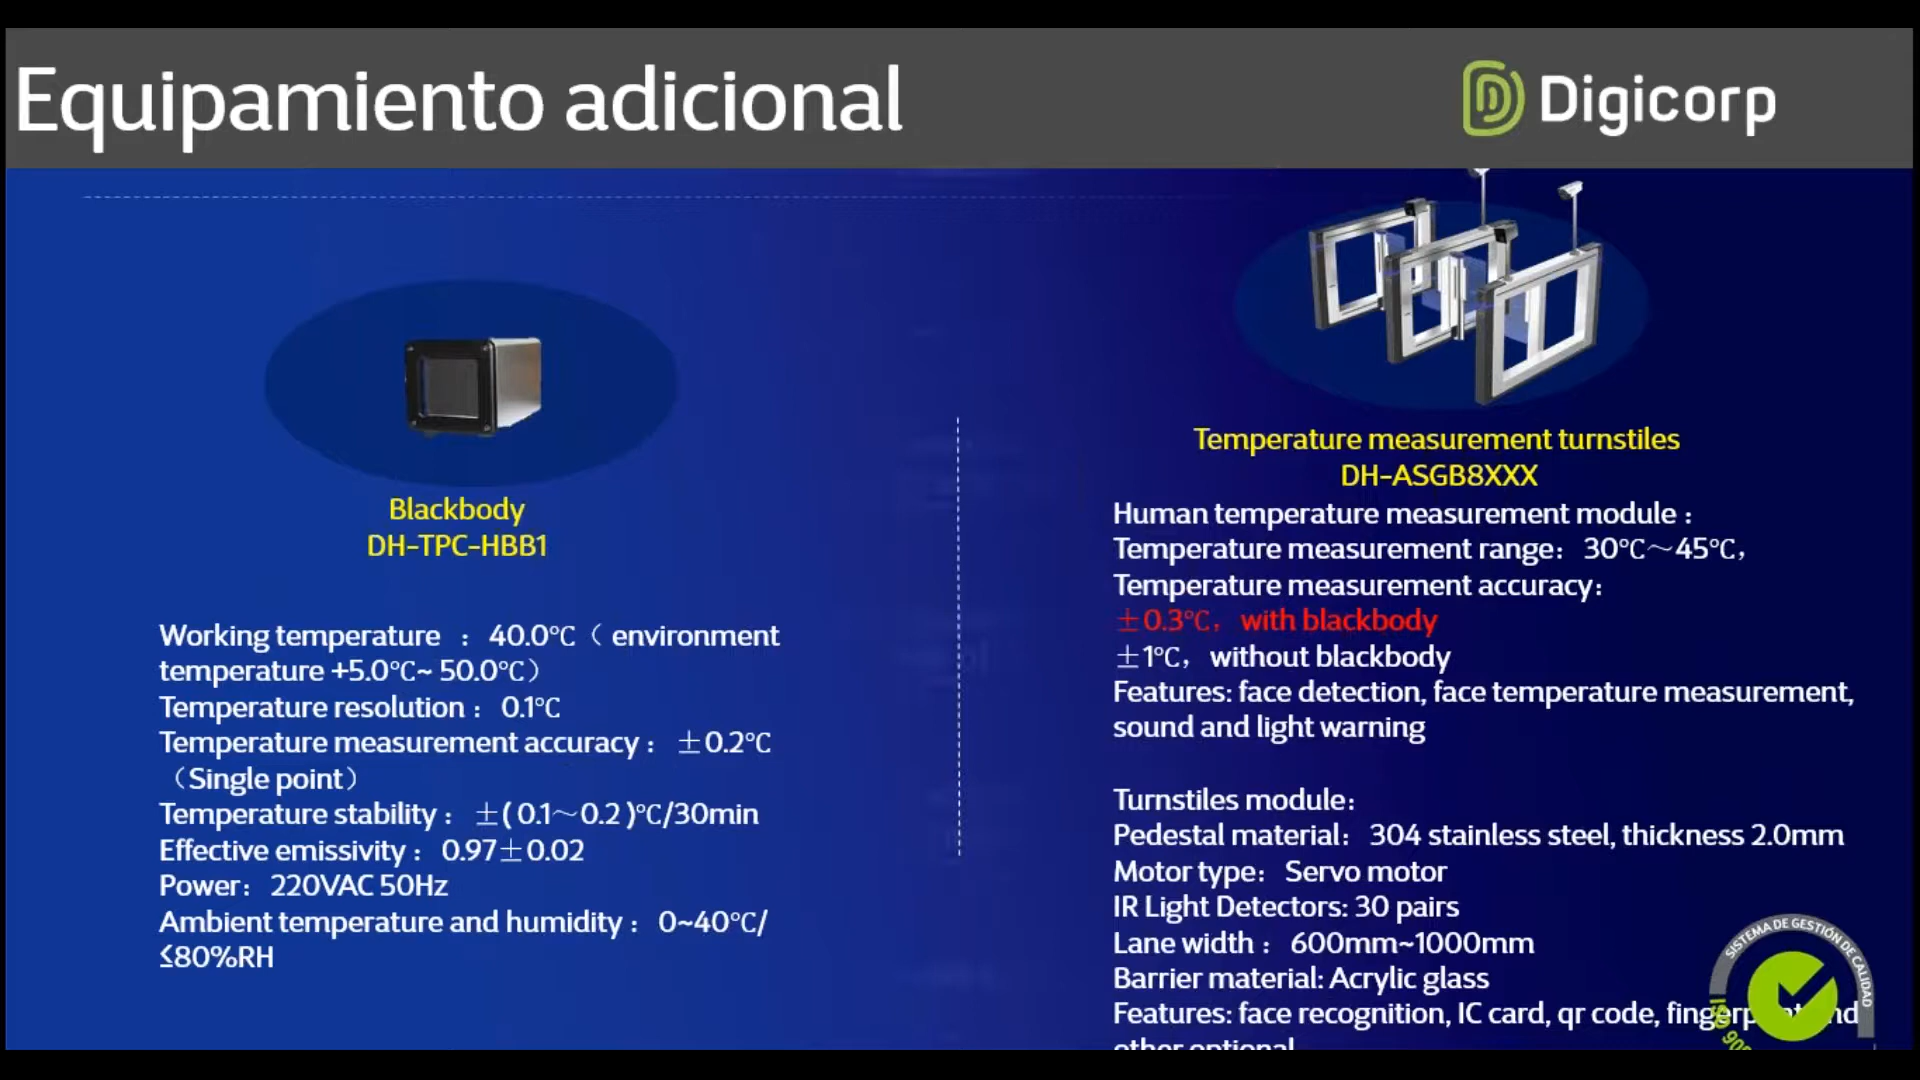 Equipamiento adicional
Digicorp
Blackbody
DH-TPC-HBB1
Working temperature ：40.0℃（ environment
temperature +5.0℃~ 50.0℃）
Temperature resolution：0.1℃
Temperature measurement accuracy：±0.2℃
（Single point）
Temperature stability：±( 0.1～0.2 )℃/30min
Effective emissivity：0.97±0.02
Power：220VAC 50Hz
Ambient temperature and humidity：0~40℃/
≤80%RH
Temperature measurement turnstiles
DH-ASGB8XXX
Human temperature measurement module：
Temperature measurement range：30℃～45℃，
Temperature measurement accuracy：
±0.3℃，with blackbody
±1℃，without blackbody
Features: face detection, face temperature measurement,
sound and light warning
Turnstiles module：
Pedestal material：304 stainless steel, thickness 2.0mm
Motor type：Servo motor
IR Light Detectors: 30 pairs
Lane width：600mm~1000mm
Barrier material: Acrylic glass
Features: face recognition, IC card, qr code, fingerprint and
other optional
SISTEMA DE GESTIÓN DE CALIDAD
ISO